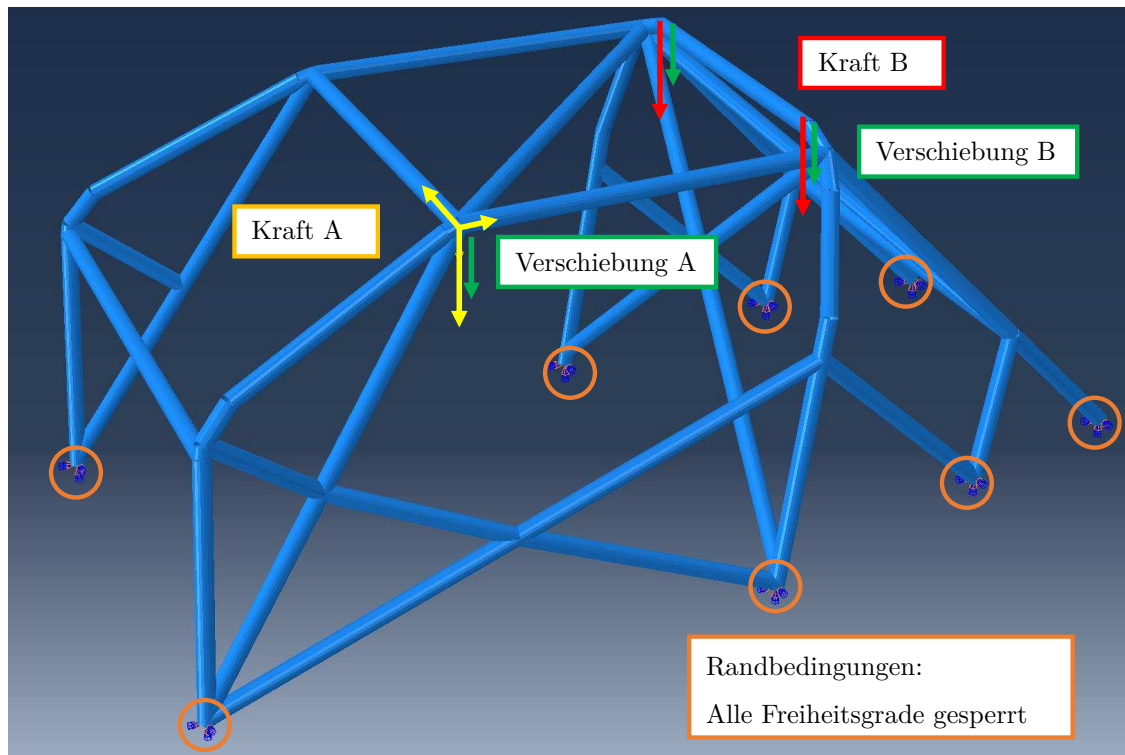 Kraft B
Verschiebung B
Kraft A
Verschiebung A
Randbedingungen:
Alle Freiheitsgrade gesperrt